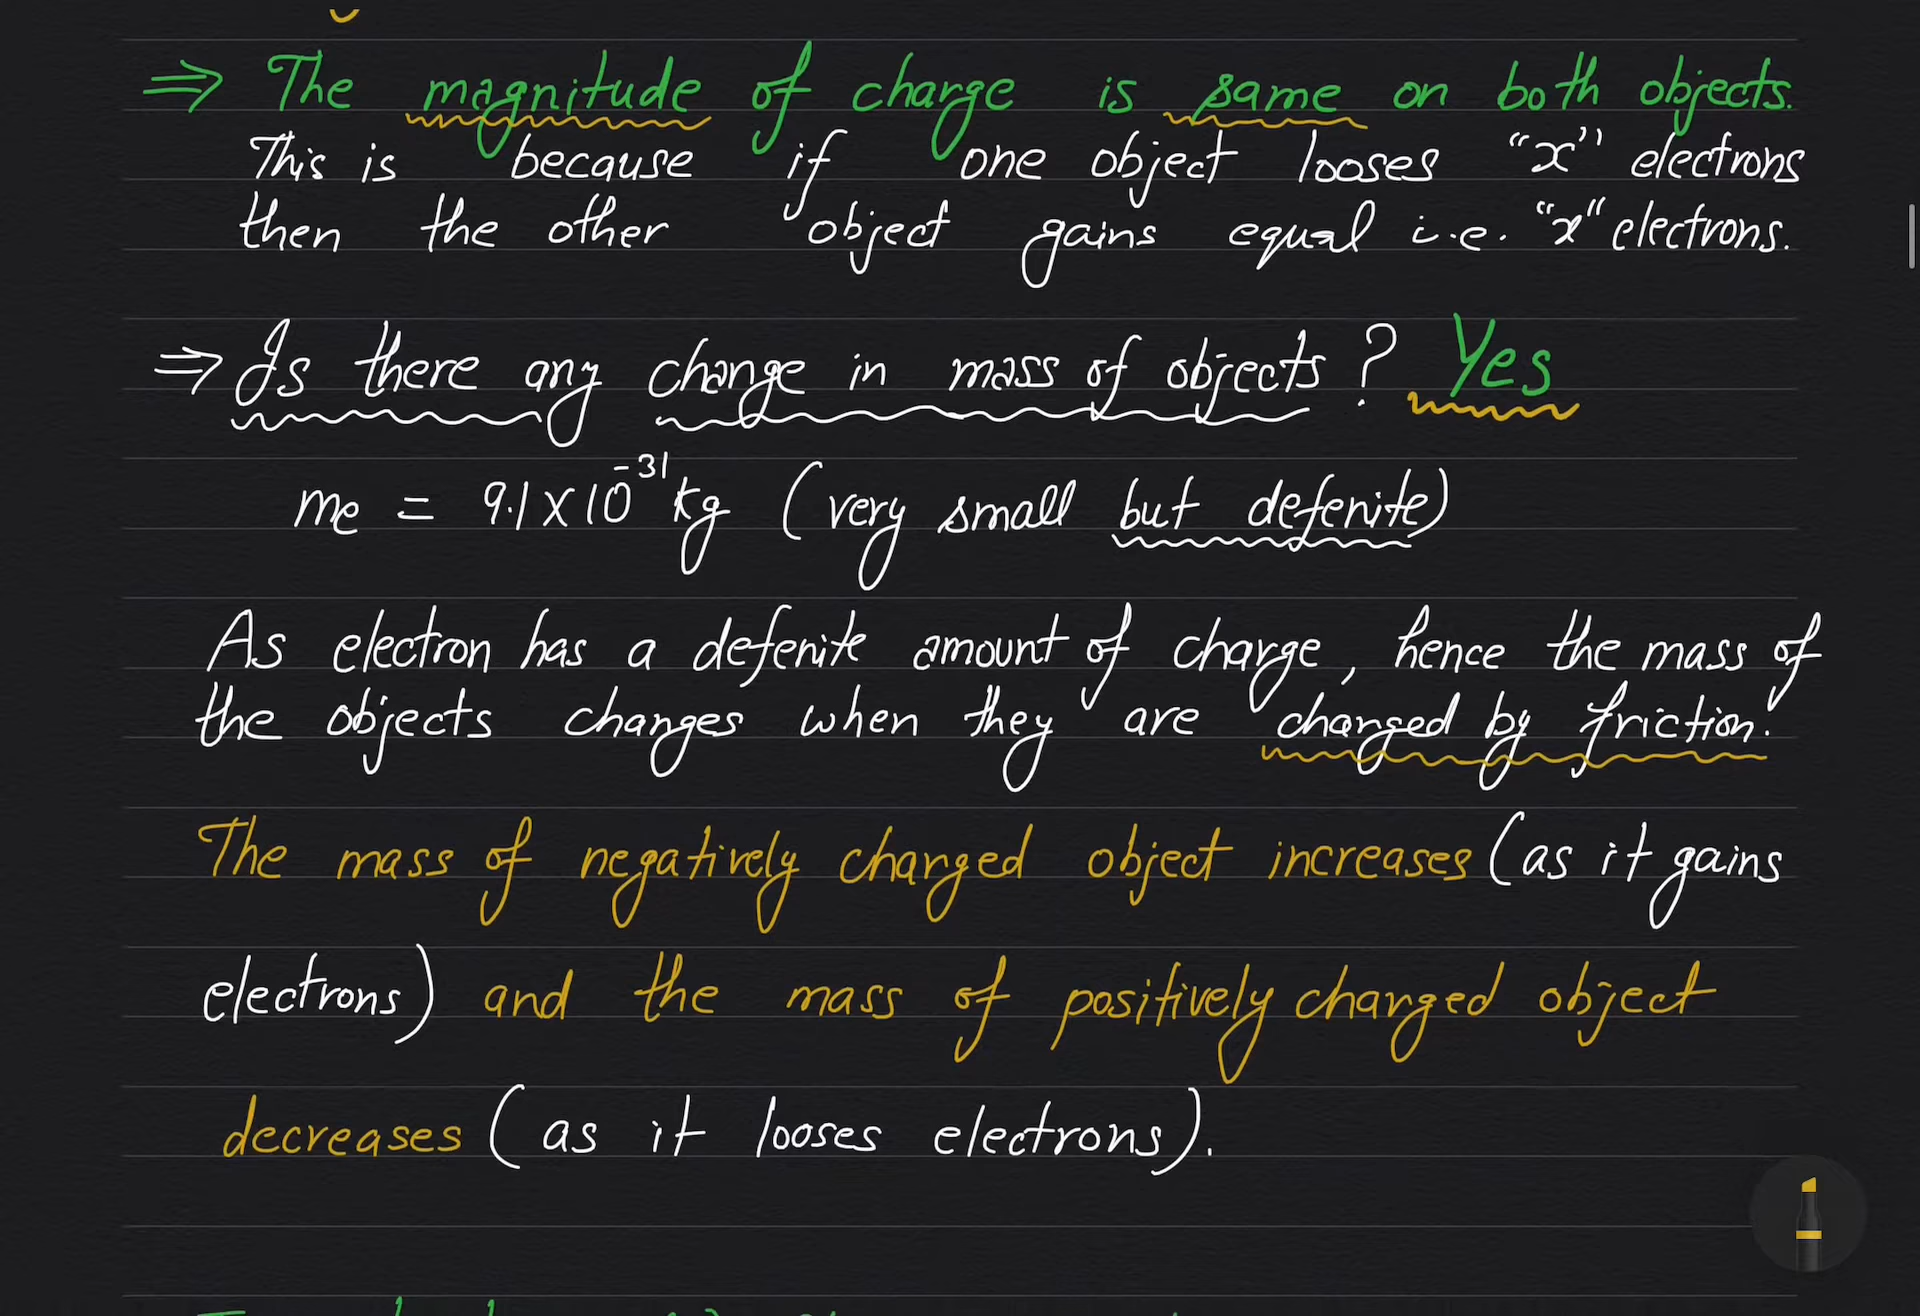 ⇒ The magnitude of charge is same on both objects.
This is because if one object looses "x" electrons
then the other object gains equal i.e. "x" electrons.
⇒ Is there any change in mass of objects ? Yes
me = 9.1 x 10⁻³¹ kg (very small but defenite)
As electron has a defenite amount of charge, hence the mass of
the objects changes when they are charged by friction.
The mass of negatively charged object increases (as it gains
electrons) and the mass of positively charged object
decreases (as it looses electrons).